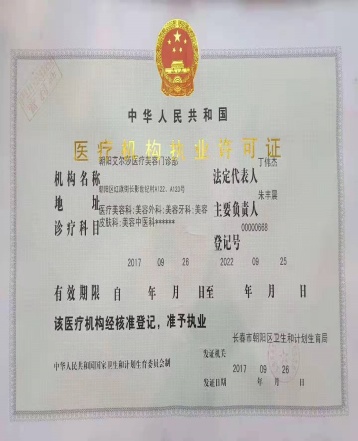 中华人民共和国
医疗机构执业许可证
朝阳艾尔莎医疗美容门诊部 丁伟杰
机构名称 法定代表人
朝阳区红旗街长影世纪村A122、A123号 朱丰震
地 址 主要负责人
医疗美容科;美容外科;美容牙科;美容 00000668
诊疗科目 皮肤科;美容中医科****** 登记号
2017 09 26 2022 09 25
有效期限 自 年 月 日至 年 月 日
该医疗机构经核准登记，准予执业
长春市朝阳区卫生和计划生育局
中华人民共和国国家卫生和计划生育委员会制 发证机关
2017 09 26
发证日期 年 月 日